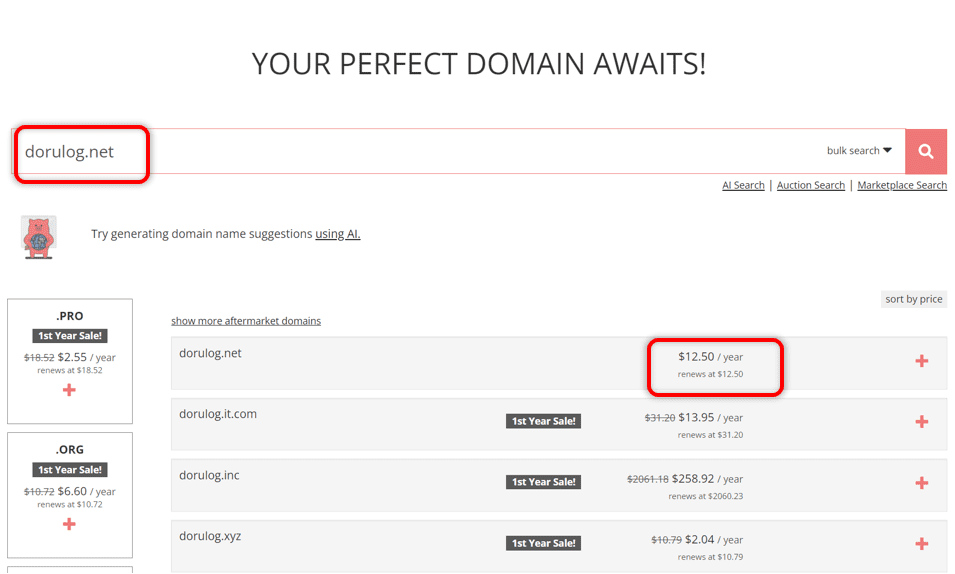 YOUR PERFECT DOMAIN AWAITS!
dorulog.net
bulk search
AI Search | Auction Search | Marketplace Search
Try generating domain name suggestions using AI.
sort by price
.PRO
1st Year Sale!
$18.52 $2.55 / year
renews at $18.52
.ORG
1st Year Sale!
$10.72 $6.60 / year
renews at $10.72
show more aftermarket domains
dorulog.net
$12.50 / year
renews at $12.50
dorulog.it.com
1st Year Sale!
$31.20 $13.95 / year
renews at $31.20
dorulog.inc
1st Year Sale!
$2061.18 $258.92 / year
renews at $2060.23
dorulog.xyz
1st Year Sale!
$10.79 $2.04 / year
renews at $10.79